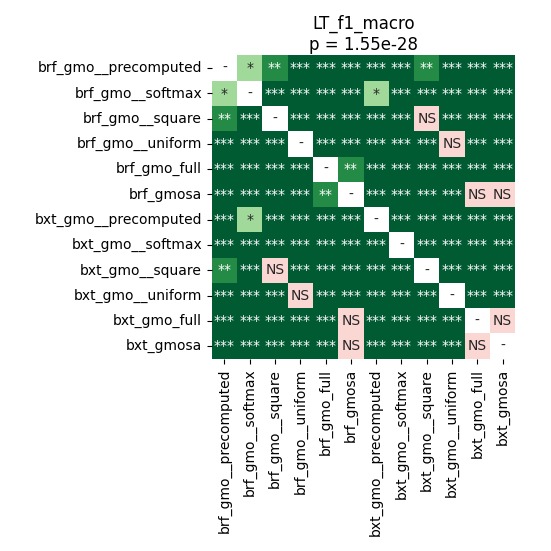 LT_f1_macro
p = 1.55e-28
brf_gmo__precomputed - * ** *** *** *** *** *** ** *** *** ***
brf_gmo__softmax * - *** *** *** *** * *** *** *** *** ***
brf_gmo__square ** *** - *** *** *** *** *** NS *** *** ***
brf_gmo__uniform *** *** *** - *** *** *** *** *** NS *** ***
brf_gmo_full *** *** *** *** - ** *** *** *** *** *** ***
brf_gmosa *** *** *** *** ** - *** *** *** *** NS NS
bxt_gmo__precomputed *** * *** *** *** *** - *** *** *** *** ***
bxt_gmo__softmax *** *** *** *** *** *** *** - *** *** *** ***
bxt_gmo__square ** *** NS *** *** *** *** *** - *** *** ***
bxt_gmo__uniform *** *** *** NS *** *** *** *** *** - *** ***
bxt_gmo_full *** *** *** *** *** NS *** *** *** *** - NS
bxt_gmosa *** *** *** *** *** NS *** *** *** *** NS -
brf_gmo__precomputed
brf_gmo__softmax
brf_gmo__square
brf_gmo__uniform
brf_gmo_full
brf_gmosa
bxt_gmo__precomputed
bxt_gmo__softmax
bxt_gmo__square
bxt_gmo__uniform
bxt_gmo_full
bxt_gmosa